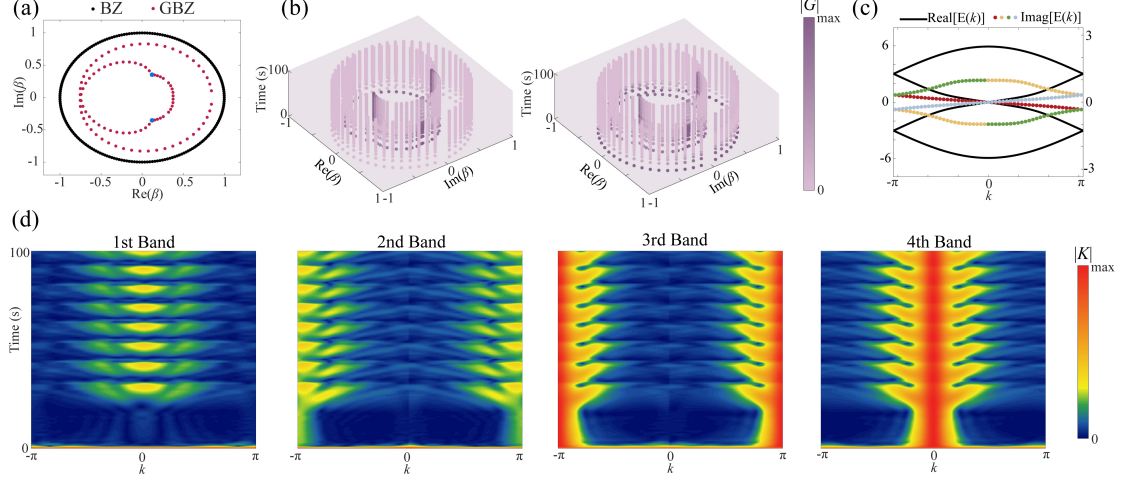 (a)
BZ
GBZ
1
0.5
0
-0.5
-1
Im(β)
-1
-0.5
0
0.5
1
Re(β)
(b)
Time (s)
100
0
-1
0
1
Re(β)
-1
0
1
Im(β)
Time (s)
100
0
-1
0
1
Re(β)
-1
0
1
Im(β)
|G|
max
0
(c)
Real[E(k)]
Imag[E(k)]
6
0
-6
3
0
-3
-π
0
π
k
(d)
1st Band
2nd Band
3rd Band
4th Band
100
Time (s)
0
-π
0
π
k
-π
0
π
k
-π
0
π
k
-π
0
π
k
|K|
max
0